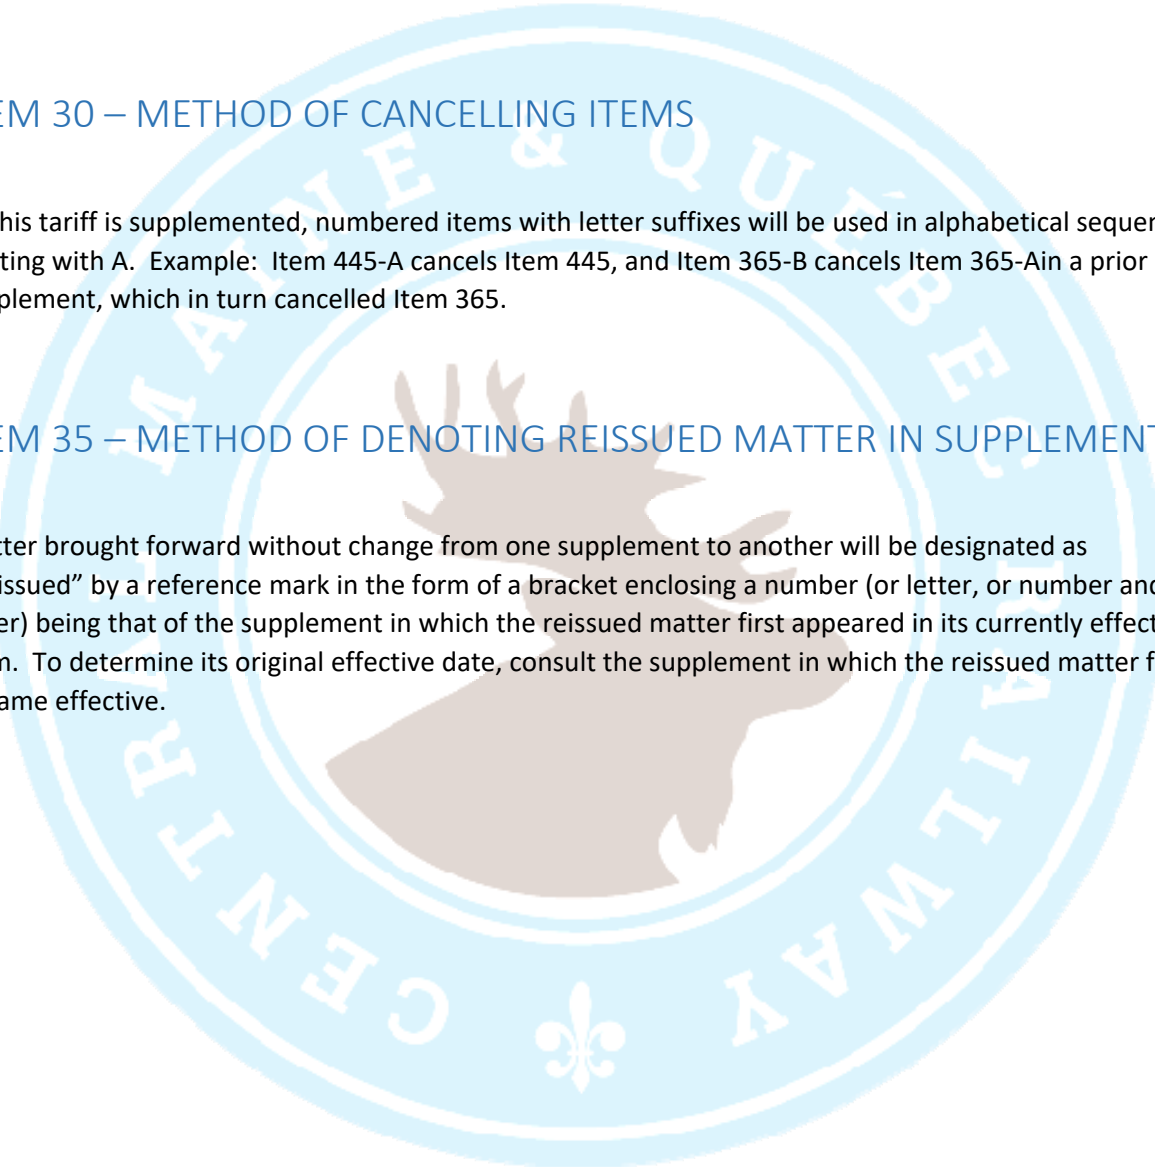 EM 30 – METHOD OF CANCELLING ITEMS
his tariff is supplemented, numbered items with letter suffixes will be used in alphabetical sequen
ting with A. Example: Item 445-A cancels Item 445, and Item 365-B cancels Item 365-Ain a prior
plement, which in turn cancelled Item 365.
EM 35 – METHOD OF DENOTING REISSUED MATTER IN SUPPLEMENT
tter brought forward without change from one supplement to another will be designated as
issued” by a reference mark in the form of a bracket enclosing a number (or letter, or number and
er) being that of the supplement in which the reissued matter first appeared in its currently effect
m. To determine its original effective date, consult the supplement in which the reissued matter f
ame effective.
CENTRAL MAINE & QUÉBEC RAILWAY